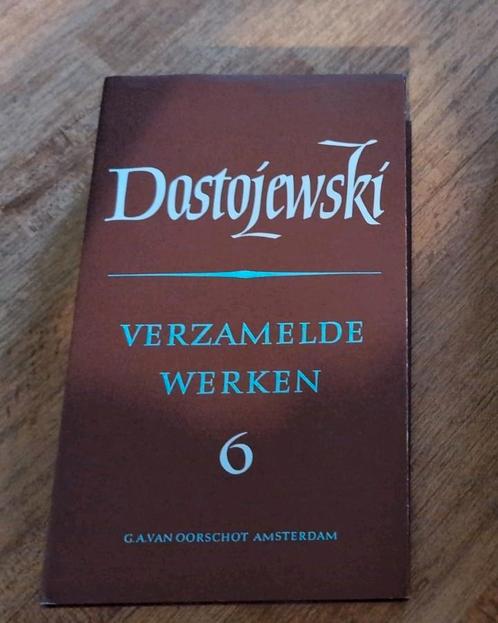 Dostojewski
VERZAMELDE
WERKEN
6
G.A.VAN OORSCHOT AMSTERDAM